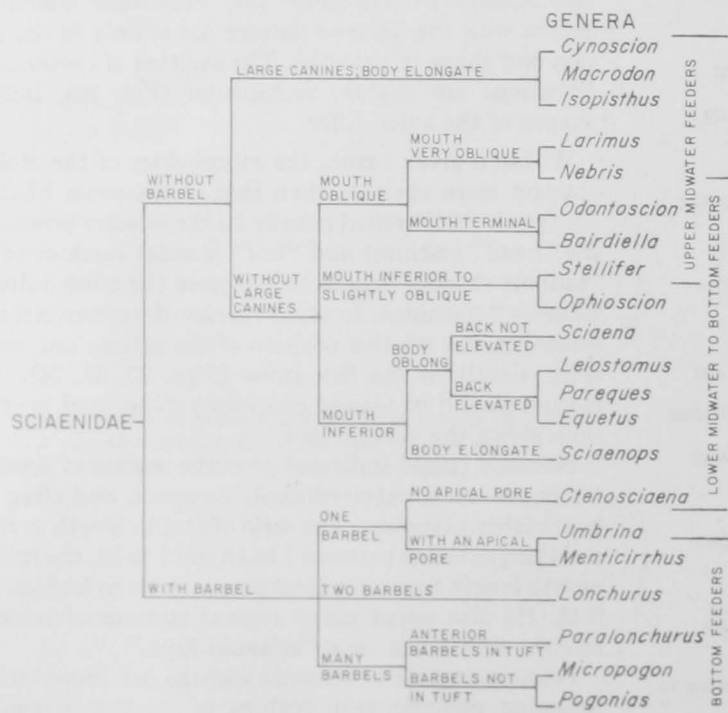 GENERA
Cynoscion
LARGE CANINES; BODY ELONGATE
Macrodon
Isopisthus
MOUTH
VERY OBLIQUE
Larimus
Nebris
WITHOUT
BARBEL
MOUTH
OBLIQUE
Odontoscion
MOUTH TERMINAL
Bairdiella
WITHOUT
LARGE
CANINES
MOUTH INFERIOR TO
SLIGHTLY OBLIQUE
Stellifer
Ophioscion
BODY
OBLONG
BACK NOT
ELEVATED
Sciaena
Leiostomus
BACK
ELEVATED
Pareques
Equetus
MOUTH
INFERIOR
SCIAENIDAE
BODY ELONGATE
Sciaenops
NO APICAL PORE
Ctenosciaena
ONE
BARBEL
WITH AN APICAL
PORE
Umbrina
Menticirrhus
WITH BARBEL
TWO BARBELS
Lonchurus
ANTERIOR
BARBELS IN TUFT
Paralonchurus
MANY
BARBELS
BARBELS NOT
IN TUFT
Micropogon
Pogonias
UPPER MIDWATER FEEDERS
LOWER MIDWATER TO BOTTOM FEEDERS
BOTTOM FEEDERS